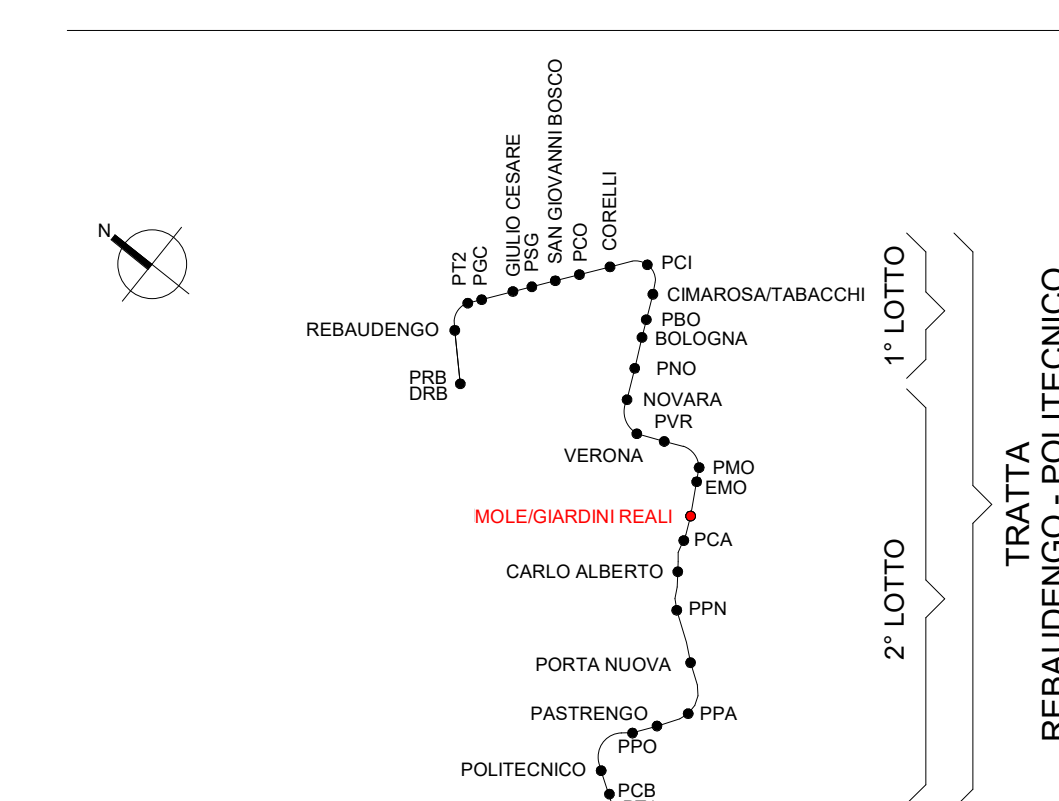 N
PT2
PGC
GIULIO CESARE
PSG
SAN GIOVANNI BOSCO
PCO
CORELLI
PCI
CIMAROSA/TABACCHI
REBAUDENGO
PBO
BOLOGNA
PNO
PRB
DRB
NOVARA
PVR
VERONA
PMO
EMO
MOLE/GIARDINI REALI
PCA
CARLO ALBERTO
PPN
PORTA NUOVA
PASTRENGO
PPA
PPO
POLITECNICO
PCB
1° LOTTO
2° LOTTO
TRATTA
REBAUDENGO - POLITECNICO